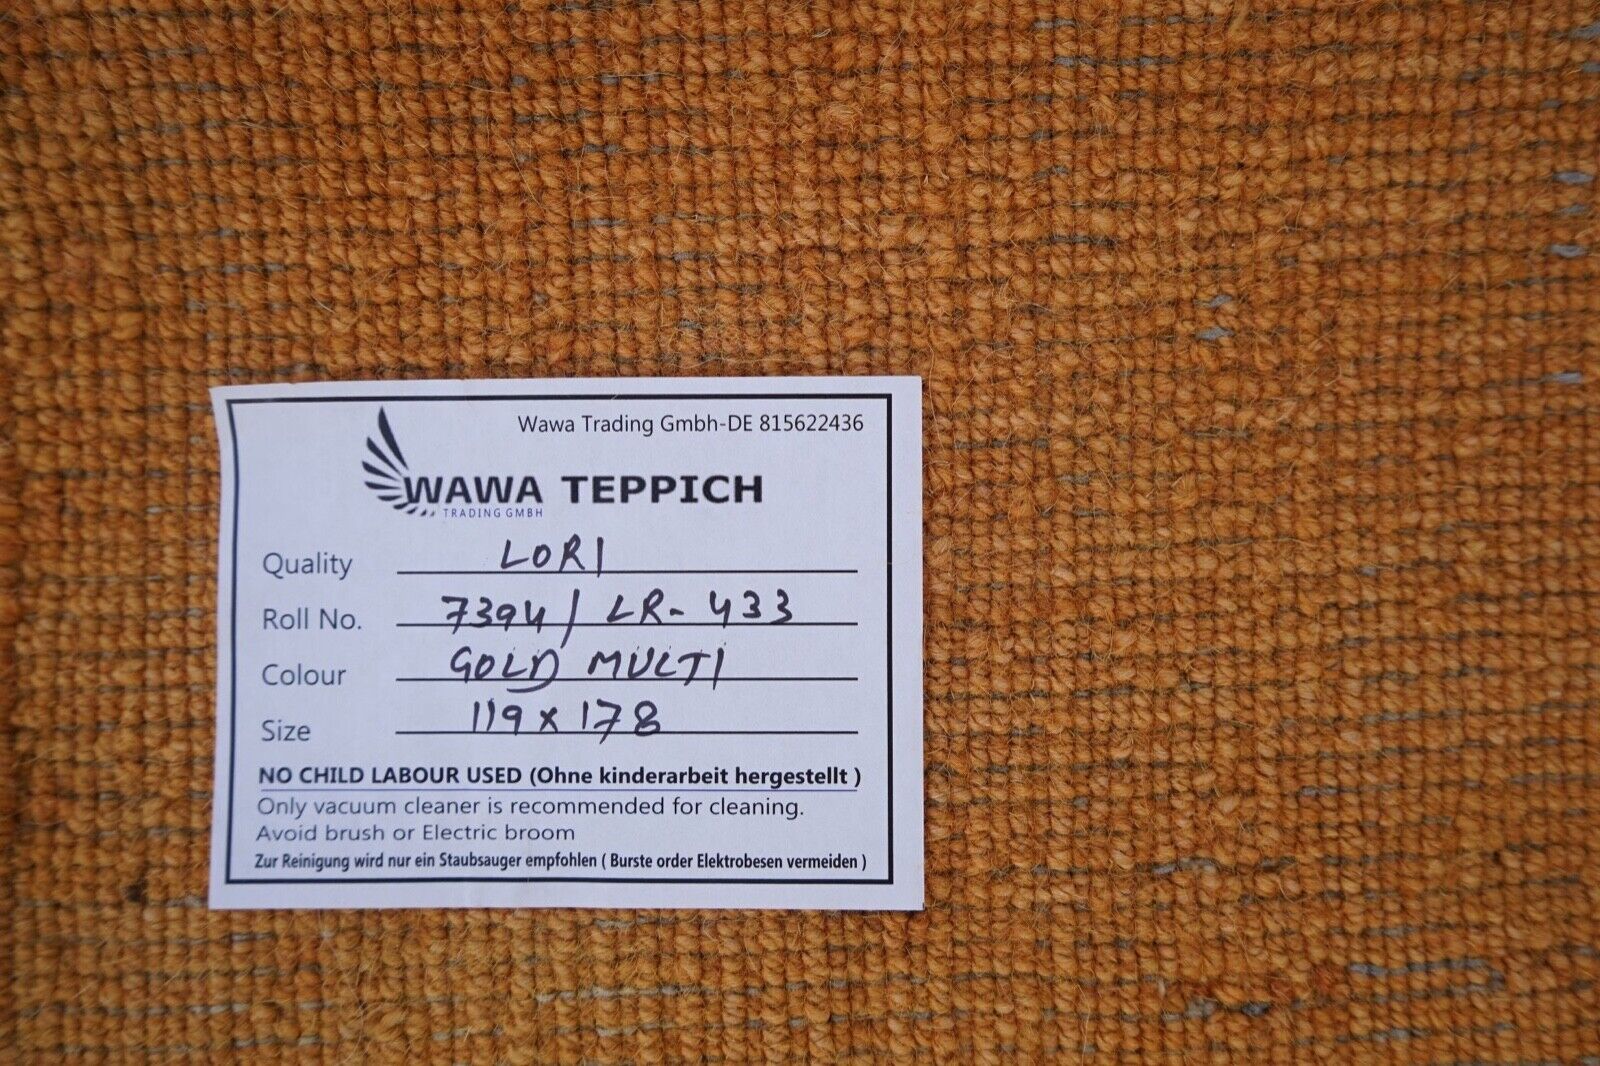 Wawa Trading Gmbh-DE 815622436
WAWA TEPPICH
TRADING GMBH
Quality LORI
Roll No. 7394 / LR- 433
Colour GOLD MULTI
Size 119 x 178
NO CHILD LABOUR USED (Ohne kinderarbeit hergestellt )
Only vacuum cleaner is recommended for cleaning.
Avoid brush or Electric broom
Zur Reinigung wird nur ein Staubsauger empfohlen ( Burste order Elektrobesen vermeiden )